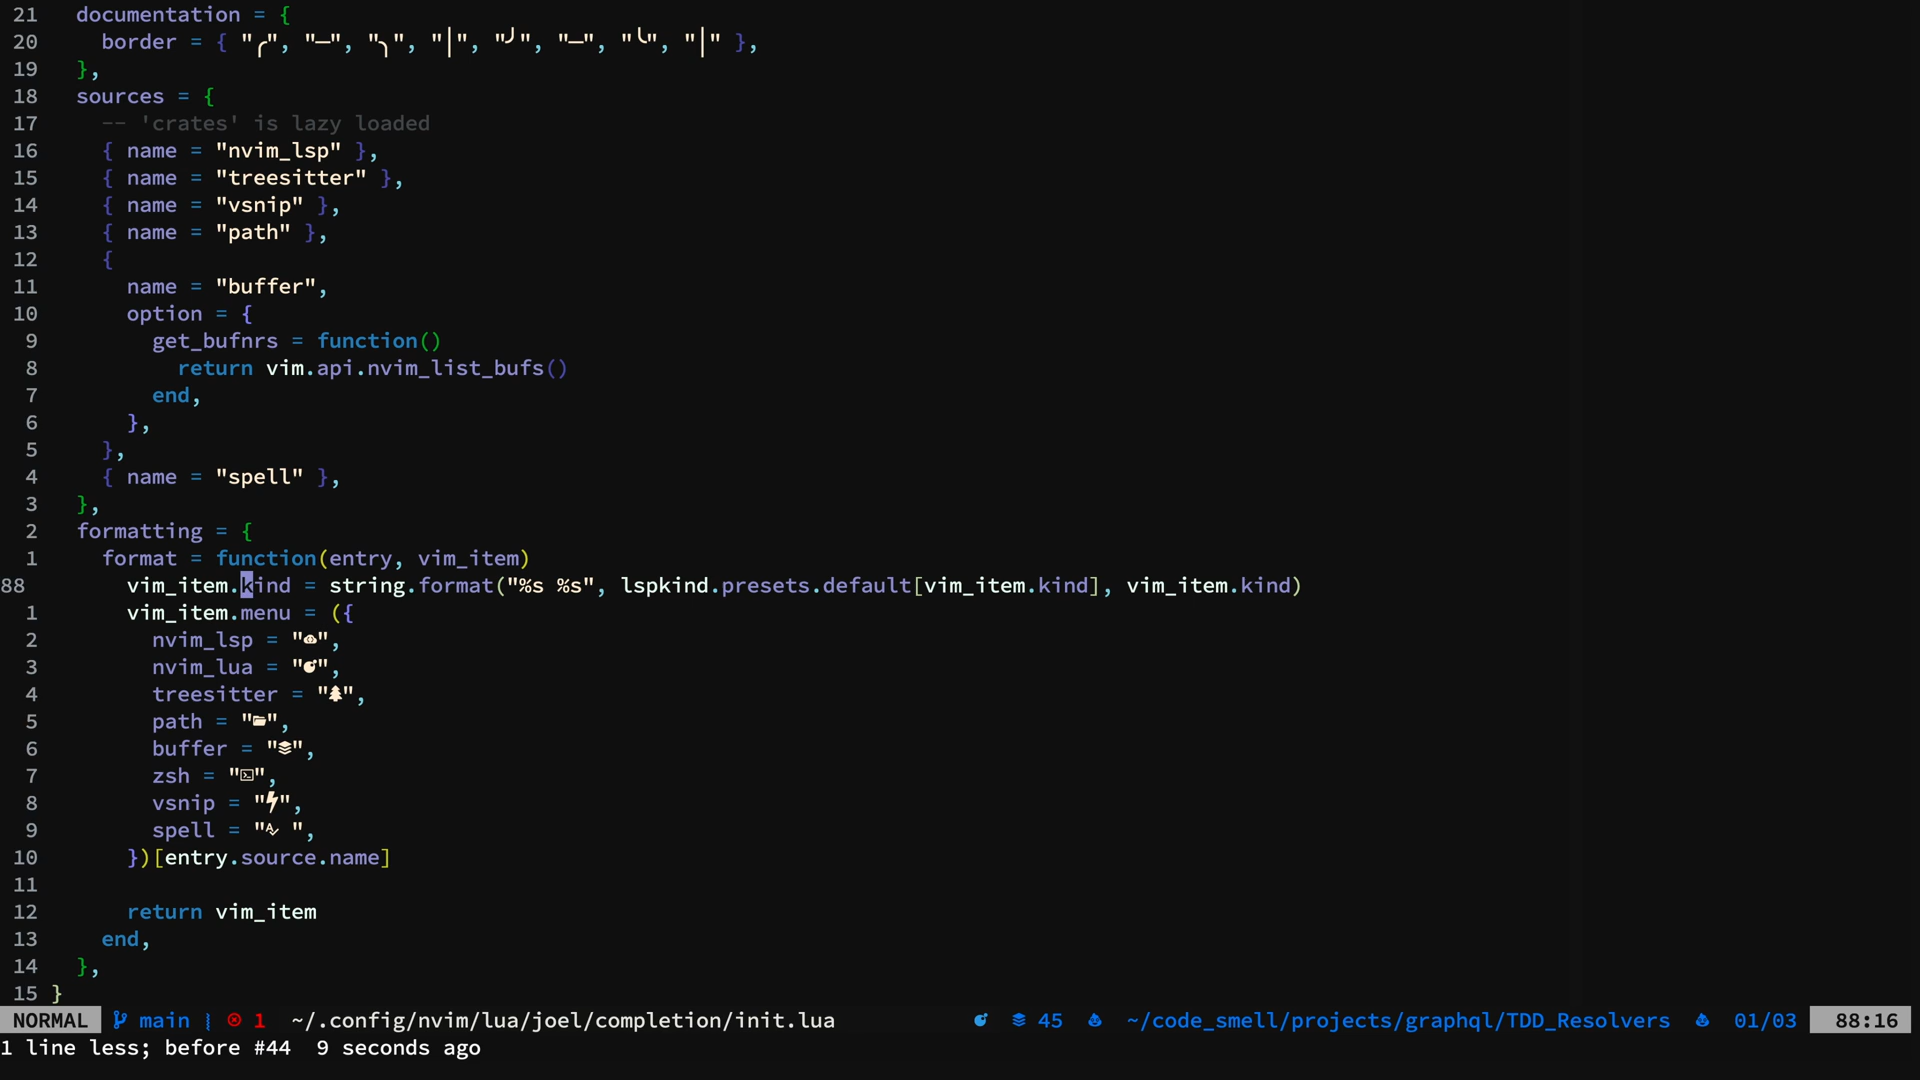 21 documentation = {
20 border = { "╭", "─", "╮", "│", "╯", "─", "╰", "│" },
19 },
18 sources = {
17 -- 'crates' is lazy loaded
16 { name = "nvim_lsp" },
15 { name = "treesitter" },
14 { name = "vsnip" },
13 { name = "path" },
12 {
11 name = "buffer",
10 option = {
9 get_bufnrs = function()
8 return vim.api.nvim_list_bufs()
7 end,
6 },
5 },
4 { name = "spell" },
3 },
2 formatting = {
1 format = function(entry, vim_item)
88 vim_item.kind = string.format("%s %s", lspkind.presets.default[vim_item.kind], vim_item.kind)
1 vim_item.menu = ({
2 nvim_lsp = "",
3 nvim_lua = "",
4 treesitter = "",
5 path = "",
6 buffer = "",
7 zsh = "",
8 vsnip = "",
9 spell = " ",
10 })[entry.source.name]
11
12 return vim_item
13 end,
14 },
15 }
NORMAL main 1 ~/.config/nvim/lua/joel/completion/init.lua 45 ~/code_smell/projects/graphql/TDD_Resolvers 01/03 88:16
1 line less; before #44 9 seconds ago